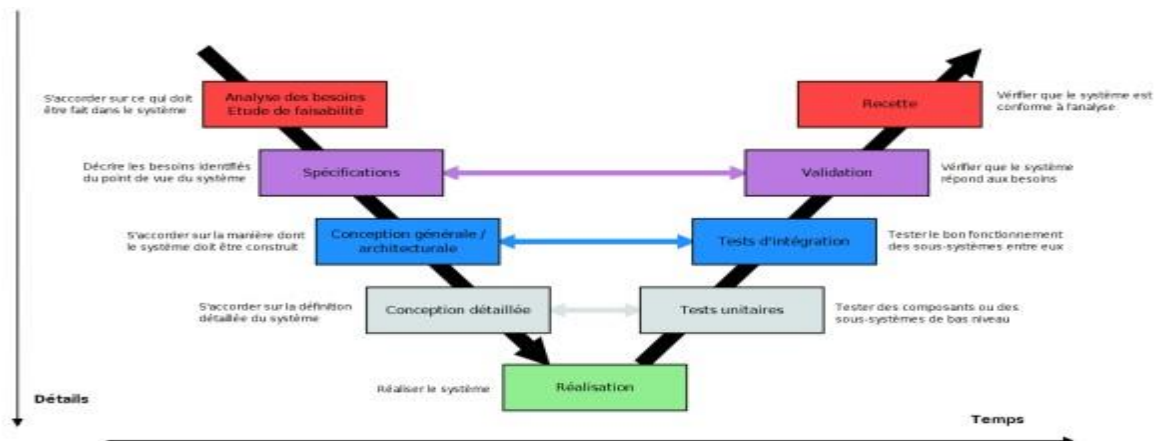 S'accorder sur ce qui doit
être fait dans le système
Analyse des besoins
Etude de faisabilité
Recette
Vérifier que le système est
conforme à l'analyse
Décrire les besoins identifiés
du point de vue du système
Spécifications
Validation
Vérifier que le système
répond aux besoins
S'accorder sur la manière dont
le système doit être construit
Conception générale /
architecturale
Tests d'intégration
Tester le bon fonctionnement
des sous-systèmes entre eux
S'accorder sur la définition
détaillée du système
Conception détaillée
Tests unitaires
Tester des composants ou des
sous-systèmes de bas niveau
Réaliser le système
Réalisation
Détails
Temps